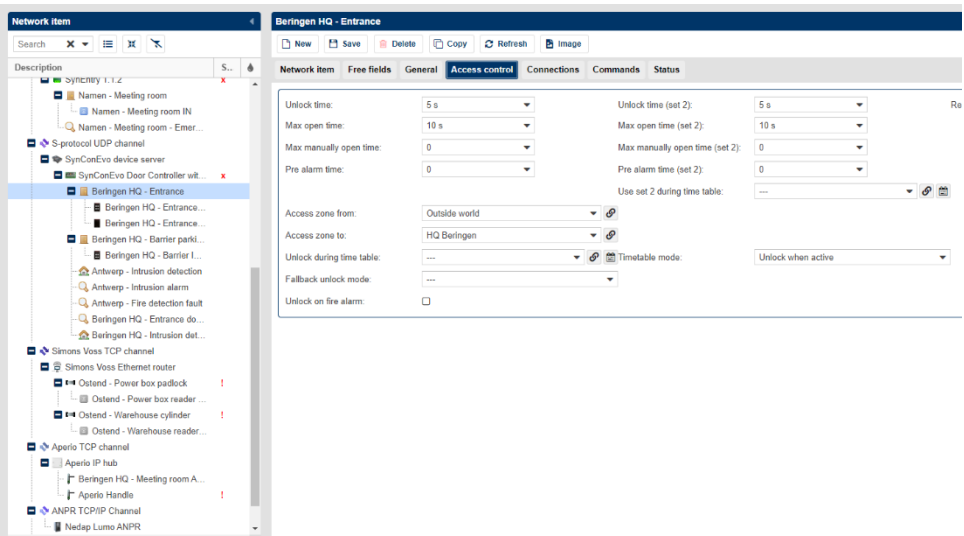 Network item
Search
Description S...
SynEntry 1.1.2 x
Namen - Meeting room
Namen - Meeting room IN
Namen - Meeting room - Emer...
S-protocol UDP channel
SynConEvo device server
SynConEvo Door Controller wit... x
Beringen HQ - Entrance
Beringen HQ - Entrance...
Beringen HQ - Entrance...
Beringen HQ - Barrier parki...
Beringen HQ - Barrier I...
Antwerp - Intrusion detection
Antwerp - Intrusion alarm
Antwerp - Fire detection fault
Beringen HQ - Entrance do...
Beringen HQ - Intrusion det...
Simons Voss TCP channel
Simons Voss Ethernet router
Ostend - Power box padlock !
Ostend - Power box reader ...
Ostend - Warehouse cylinder !
Ostend - Warehouse reader...
Aperio TCP channel
Aperio IP hub
Beringen HQ - Meeting room A...
Aperio Handle !
ANPR TCP/IP Channel
Nedap Lumo ANPR
Beringen HQ - Entrance
New Save Delete Copy Refresh Image
Network item Free fields General Access control Connections Commands Status
Unlock time: 5 s Unlock time (set 2): 5 s Re
Max open time: 10 s Max open time (set 2): 10 s
Max manually open time: 0 Max manually open time (set 2): 0
Pre alarm time: 0 Pre alarm time (set 2): 0
Use set 2 during time table: ---
Access zone from: Outside world
Access zone to: HQ Beringen
Unlock during time table: --- Timetable mode: Unlock when active
Fallback unlock mode: ---
Unlock on fire alarm: